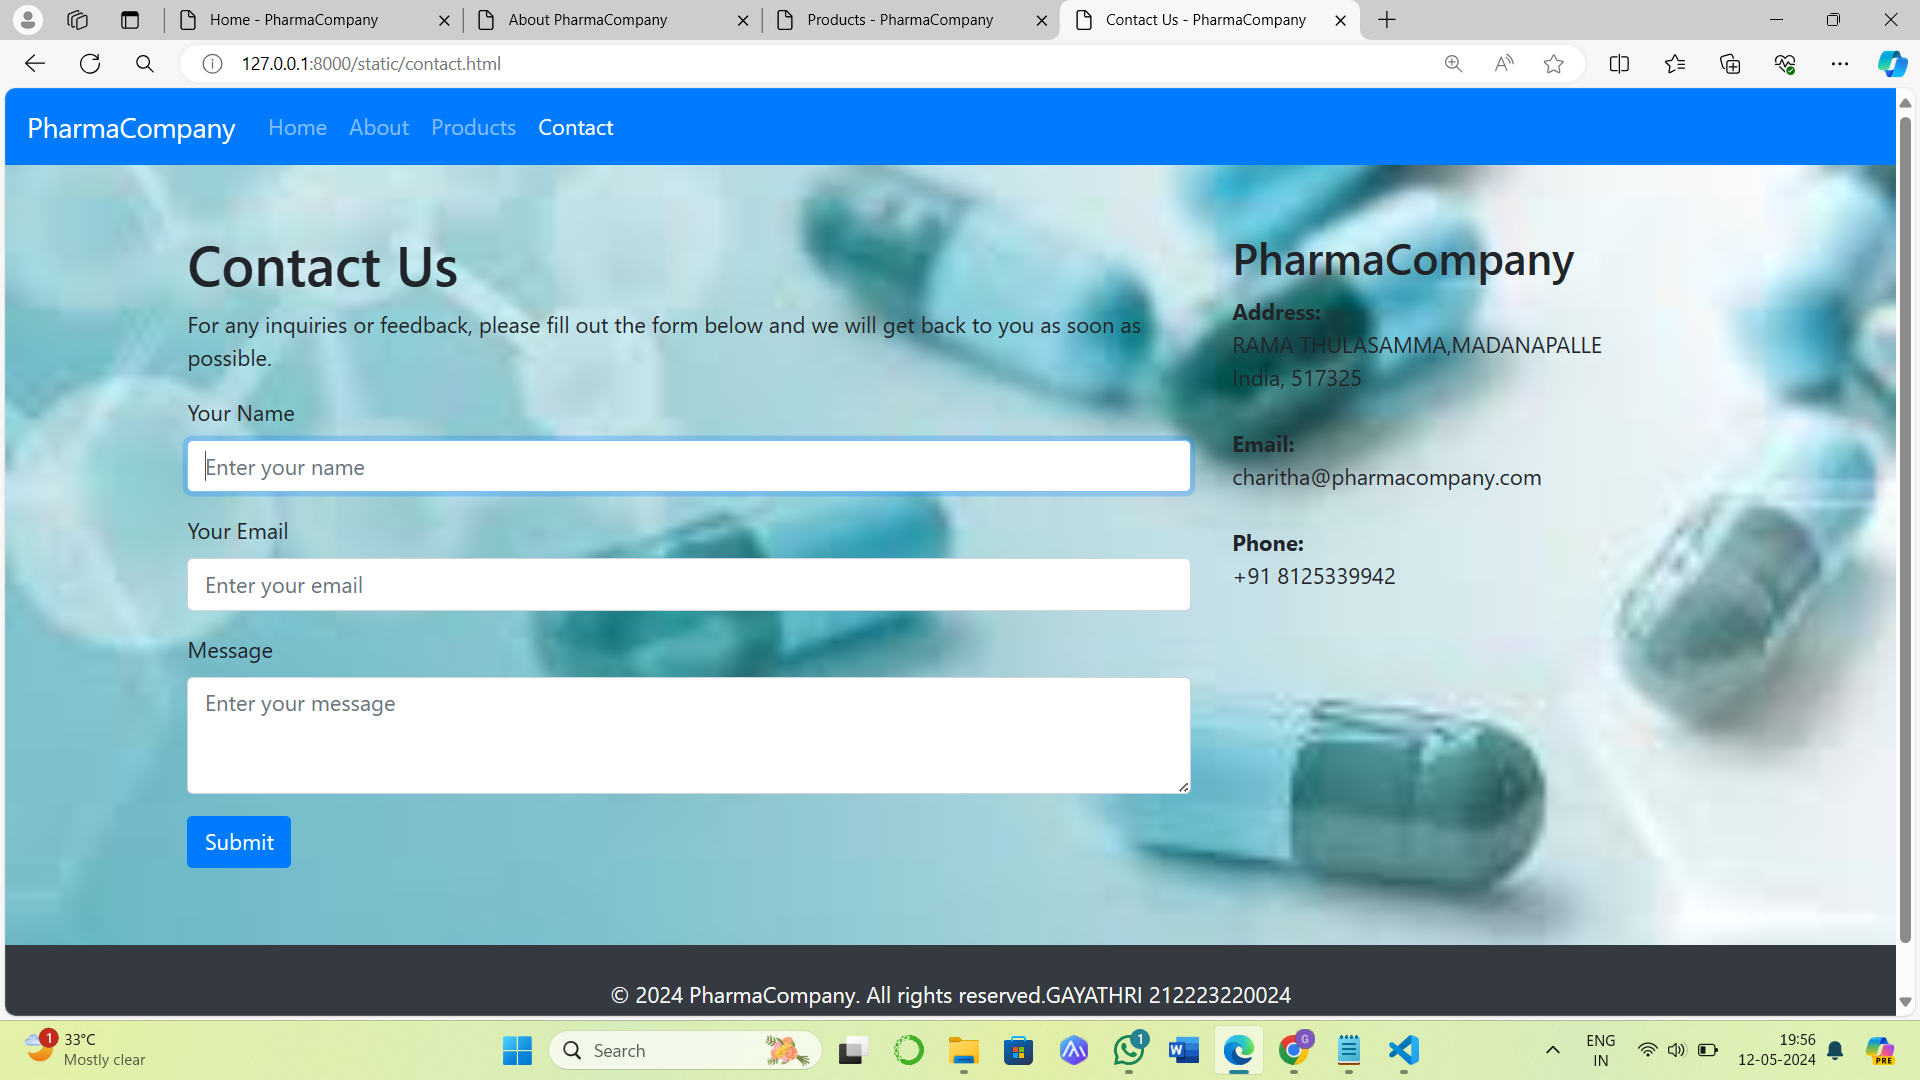 Home - PharmaCompany
About PharmaCompany
Products - PharmaCompany
Contact Us - PharmaCompany
127.0.0.1:8000/static/contact.html
PharmaCompany Home About Products Contact
Contact Us
For any inquiries or feedback, please fill out the form below and we will get back to you as soon as
possible.
Your Name
Enter your name
Your Email
Enter your email
Message
Enter your message
Submit
PharmaCompany
Address:
RAMA THULASAMMA,MADANAPALLE
India, 517325
Email:
charitha@pharmacompany.com
Phone:
+91 8125339942
© 2024 PharmaCompany. All rights reserved.GAYATHRI 212223220024
1
33°C
Mostly clear
Search
1
W
G
ENG
IN
19:56
12-05-2024
PRE